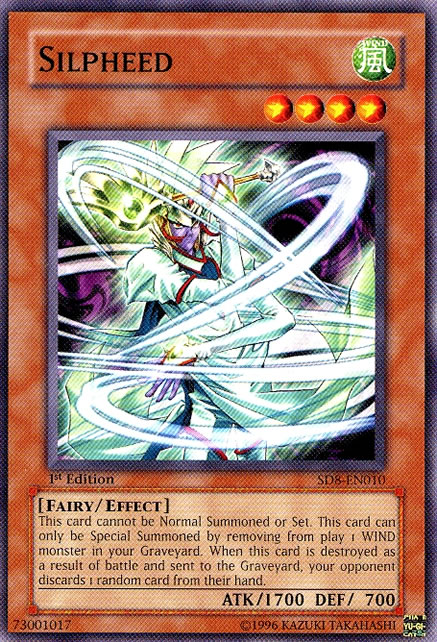 SILPHEED
WIND
風
1st Edition
SD8-EN010
[FAIRY/EFFECT]
This card cannot be Normal Summoned or Set. This card can
only be Special Summoned by removing from play 1 WIND
monster in your Graveyard. When this card is destroyed as
a result of battle and sent to the Graveyard, your opponent
discards 1 random card from their hand.
ATK/1700 DEF/ 700
73001017
©1996 KAZUKI TAKAHASHI